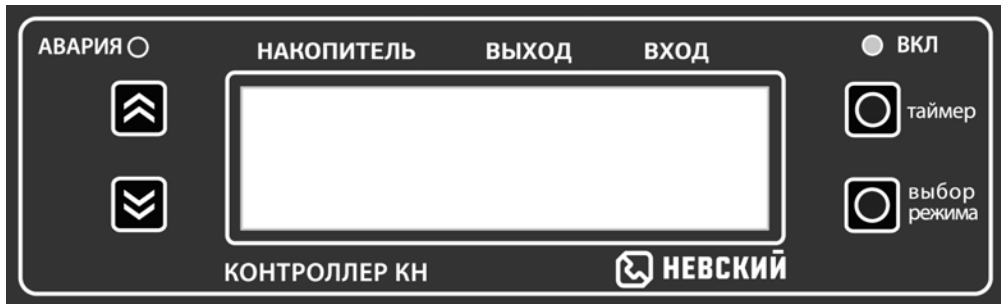 АВАРИЯ
НАКОПИТЕЛЬ ВЫХОД ВХОД
ВКЛ
таймер
выбор
режима
КОНТРОЛЛЕР КН
НЕВСКИЙ